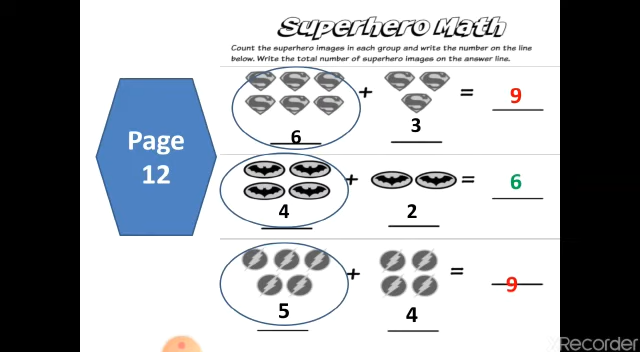 Superhero Math
Count the superhero images in each group and write the number on the line
below. Write the total number of superhero images on the answer line.
Page
12
+ = 9
6 3
+ = 6
4 2
+ = 9
5 4
Recorder